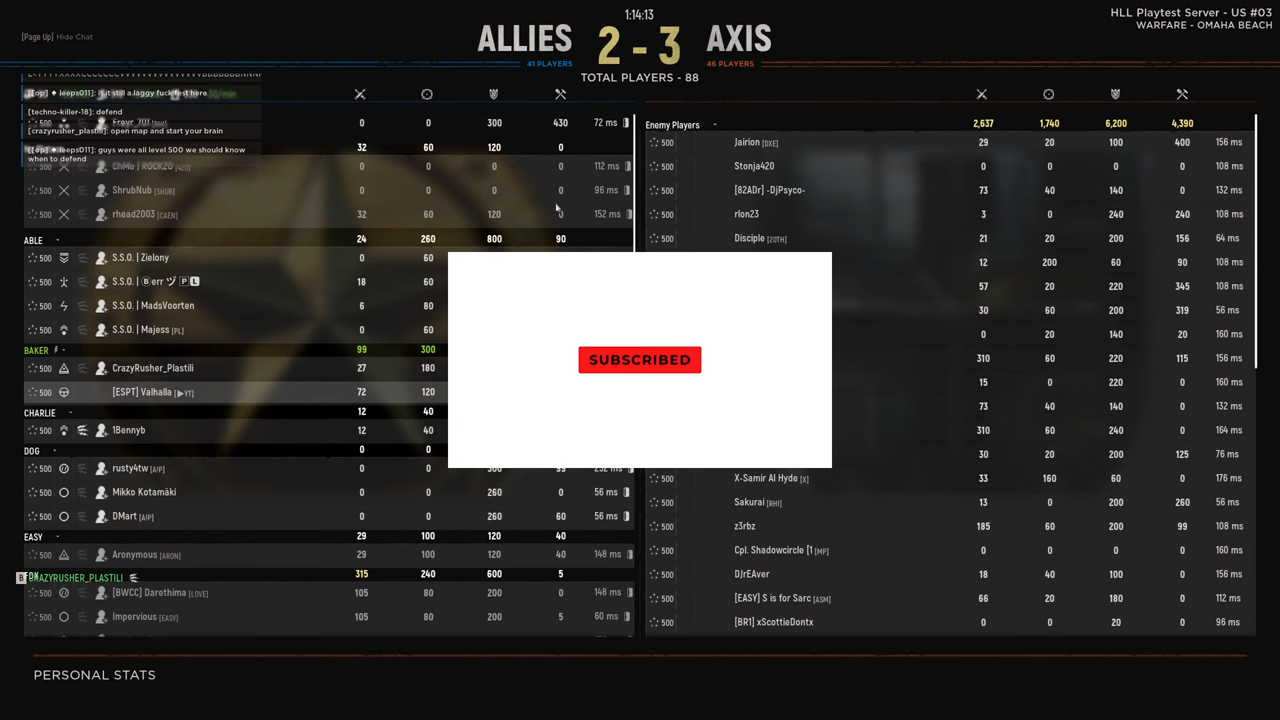 1:14:13
HLL Playtest Server - US #03
WARFARE - OMAHA BEACH
[Page Up] Hide Chat
ALLIES 2 - 3 AXIS
41 PLAYERS 46 PLAYERS
TOTAL PLAYERS - 88
[techno-killer-18]: defend
[crazyrusher_plastili]: open map and start your brain
guys were all level 500 we should know
when to defend
0 0 300 430 72 ms
32 60 120 0
500 ChMo | ROCKZO [420] 0 0 0 0 112 ms
500 ShrubNub [SHUB] 0 0 0 0 96 ms
500 rhead2003 [CAEN] 32 60 120 0 152 ms
ABLE - 24 260 800 90
500 S.S.O. | Zielony 0 60
500 S.S.O. | Ⓑerr ツ 🄿 🅻 18 60
500 S.S.O. | MadsVoorten 6 80
500 S.S.O. | Majess [PL] 0 60
BAKER - 99 300
500 CrazyRusher_Plastili 27 180
500 [ESPT] Valhalla [▶YT] 72 120
CHARLIE - 12 40
500 1Bennyb 12 40
DOG - 0 0
500 rusty4tw [A|P] 0 0
500 Mikko Kotamäki 0 0 260 0 56 ms
500 DMart [A|P] 0 0 260 60 56 ms
EASY - 29 100 120 40
500 Aronymous [ARON] 29 100 120 40 148 ms
315 240 600 5
B CRAZYRUSHER_PLASTILI
500 [BWCC] Darethima [LOVE] 105 80 200 0 148 ms
500 Impervious [EASY] 105 80 200 5 60 ms
Enemy Players - 2,637 1,740 6,200 4,390
500 Jairion [DXE] 29 20 100 400 156 ms
500 Stonja420 0 0 200 0 156 ms
500 [82ADr] -DjPsyco- 73 40 140 0 132 ms
500 rlon23 3 0 240 240 108 ms
500 Disciple [20TH] 21 20 200 156 64 ms
12 200 60 90 108 ms
57 20 220 345 108 ms
30 20 200 319 56 ms
0 20 140 20 160 ms
310 60 220 115 156 ms
15 0 220 0 160 ms
73 40 140 0 132 ms
310 60 240 0 164 ms
30 20 200 125 76 ms
500 X-Samir Al Hyde [X] 33 160 60 0 176 ms
500 Sakurai [RHI] 13 0 200 260 56 ms
500 z3rbz 185 60 200 99 108 ms
500 Cpl. Shadowcircle [1 [MP] 0 0 0 0 160 ms
500 DJrEAver 18 40 100 0 164 ms
500 [EASY] S is for Sarc [ASM] 66 20 180 0 112 ms
500 [BR1] xScottieDontx 0 0 20 0 96 ms
SUBSCRIBED
PERSONAL STATS